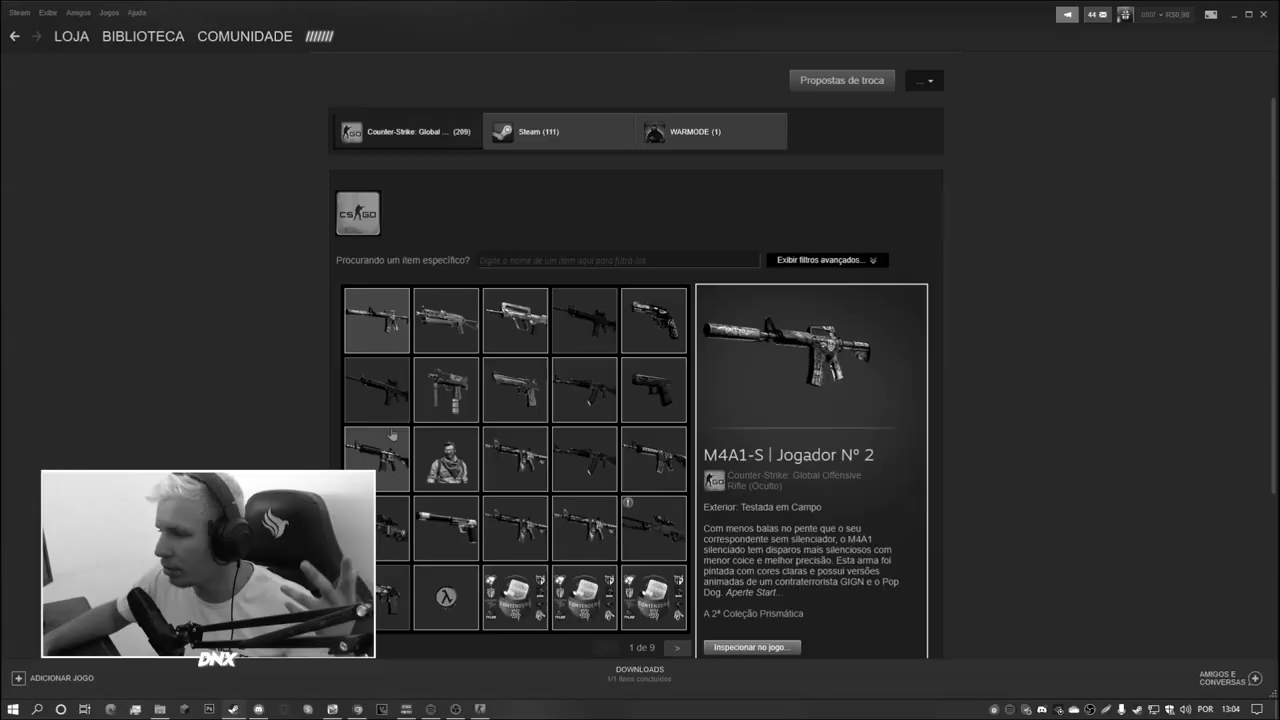 Steam Exibir Amigos Jogos Ajuda
44
R$0,98
LOJA BIBLIOTECA COMUNIDADE
Propostas de troca
...
Counter-Strike: Global ... (209)
Steam (111)
WARMODE (1)
CS GO
Procurando um item específico?
Digite o nome de um item aqui para filtrá-los
Exibir filtros avançados...
M4A1-S | Jogador Nº 2
Counter-Strike: Global Offensive
Rifle (Oculto)
Exterior: Testada em Campo
Com menos balas no pente que o seu
correspondente sem silenciador, o M4A1
silenciado tem disparos mais silenciosos com
menor coice e melhor precisão. Esta arma foi
pintada com cores claras e possui versões
animadas de um contraterrorista GIGN e o Pop
Dog. Aperte Start...
A 2ª Coleção Prismática
1 de 9 >
Inspecionar no jogo...
DNX
ADICIONAR JOGO
DOWNLOADS
1/1 itens concluídos
AMIGOS E
CONVERSAS
POR 13:04